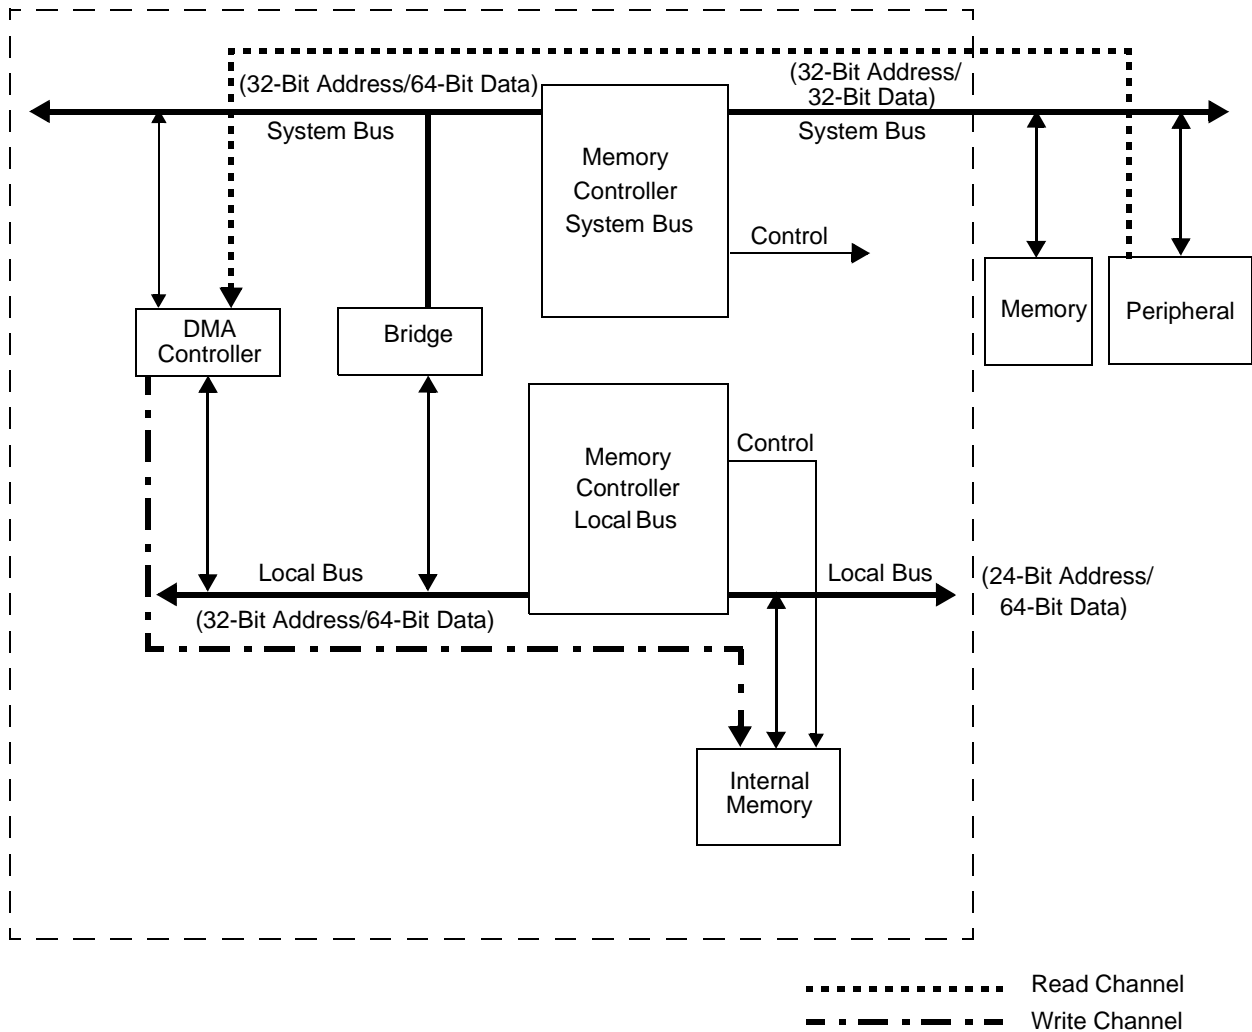 (32-Bit Address/64-Bit Data)
System Bus
(32-Bit Address/
32-Bit Data)
System Bus
Memory
Controller
System Bus
Control
DMA
Controller
Bridge
Memory
Peripheral
Memory
Controller
Local Bus
Control
Local Bus
(32-Bit Address/64-Bit Data)
Local Bus
(24-Bit Address/
64-Bit Data)
Internal
Memory
Read Channel
Write Channel